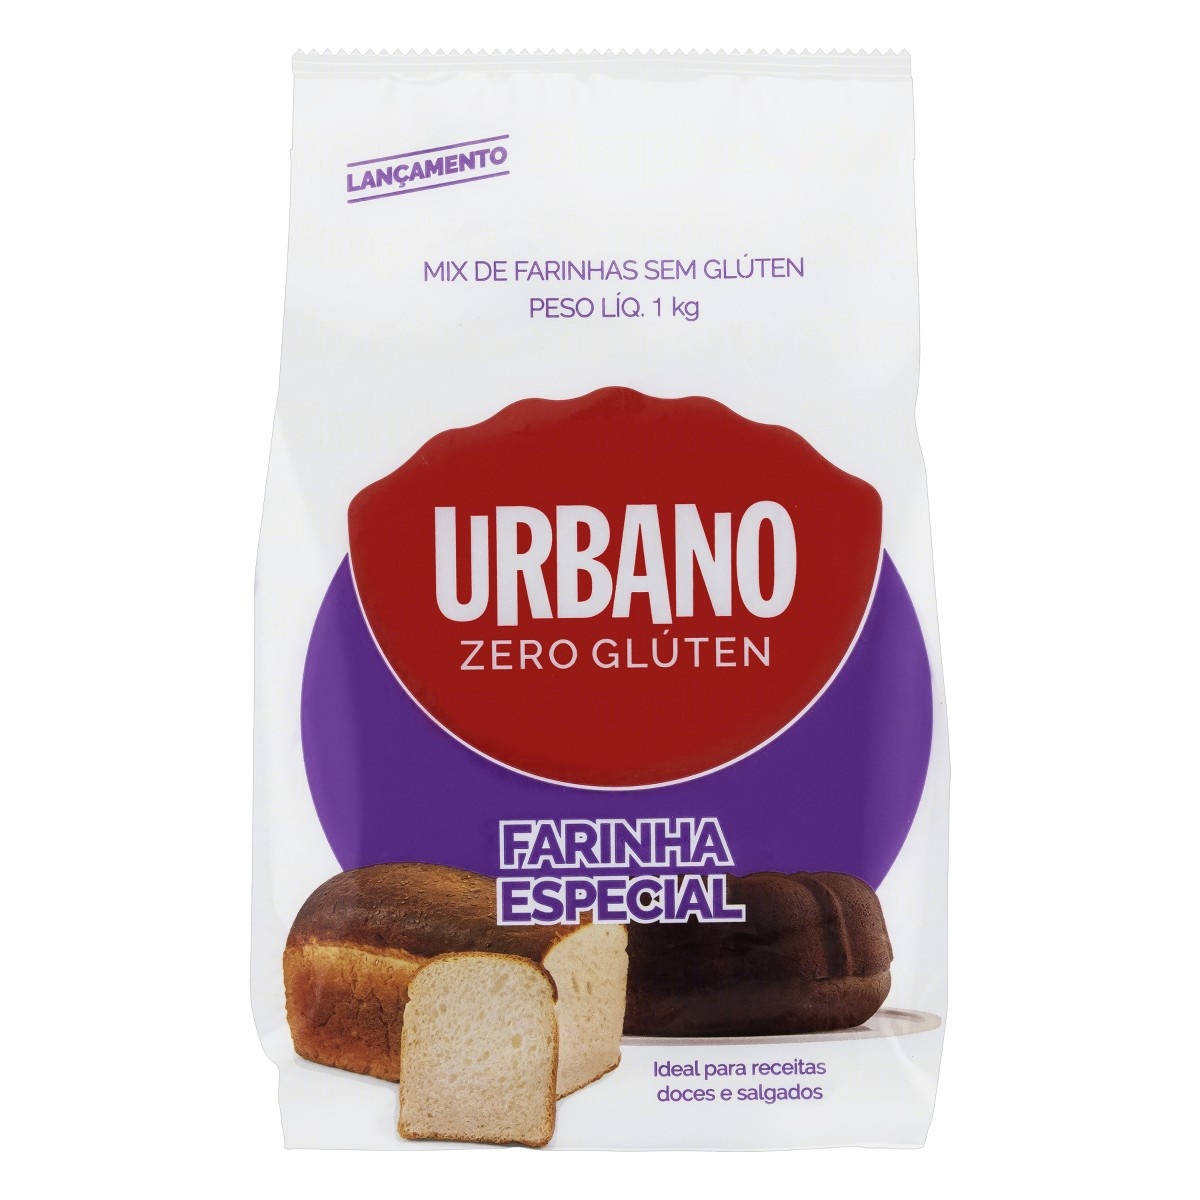 LANÇAMENTO
MIX DE FARINHAS SEM GLÚTEN
PESO LÍQ. 1 kg
URBANO
ZERO GLÚTEN
FARINHA
ESPECIAL
Ideal para receitas
doces e salgados